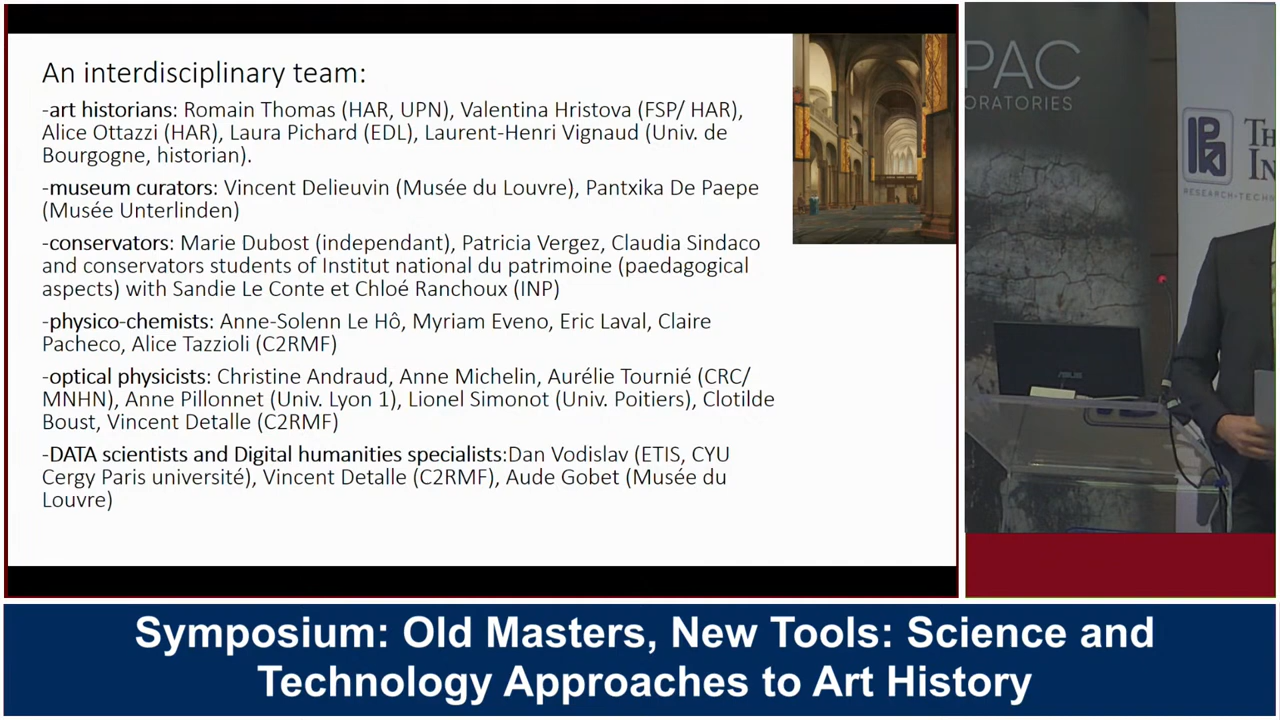 An interdisciplinary team:
-art historians: Romain Thomas (HAR, UPN), Valentina Hristova (FSP/ HAR),
Alice Ottazzi (HAR), Laura Pichard (EDL), Laurent-Henri Vignaud (Univ. de
Bourgogne, historian).
-museum curators: Vincent Delieuvin (Musée du Louvre), Pantxika De Paepe
(Musée Unterlinden)
-conservators: Marie Dubost (independant), Patricia Vergez, Claudia Sindaco
and conservators students of Institut national du patrimoine (paedagogical
aspects) with Sandie Le Conte et Chloé Ranchoux (INP)
-physico-chemists: Anne-Solenn Le Hô, Myriam Eveno, Eric Laval, Claire
Pacheco, Alice Tazzioli (C2RMF)
-optical physicists: Christine Andraud, Anne Michelin, Aurélie Tournié (CRC/
MNHN), Anne Pillonnet (Univ. Lyon 1), Lionel Simonot (Univ. Poitiers), Clotilde
Boust, Vincent Detalle (C2RMF)
-DATA scientists and Digital humanities specialists:Dan Vodislav (ETIS, CYU
Cergy Paris université), Vincent Detalle (C2RMF), Aude Gobet (Musée du
Louvre)
PAC
ORATORIES
TH
IN
RESEARCH•TECHN
ASUS
Symposium: Old Masters, New Tools: Science and
Technology Approaches to Art History